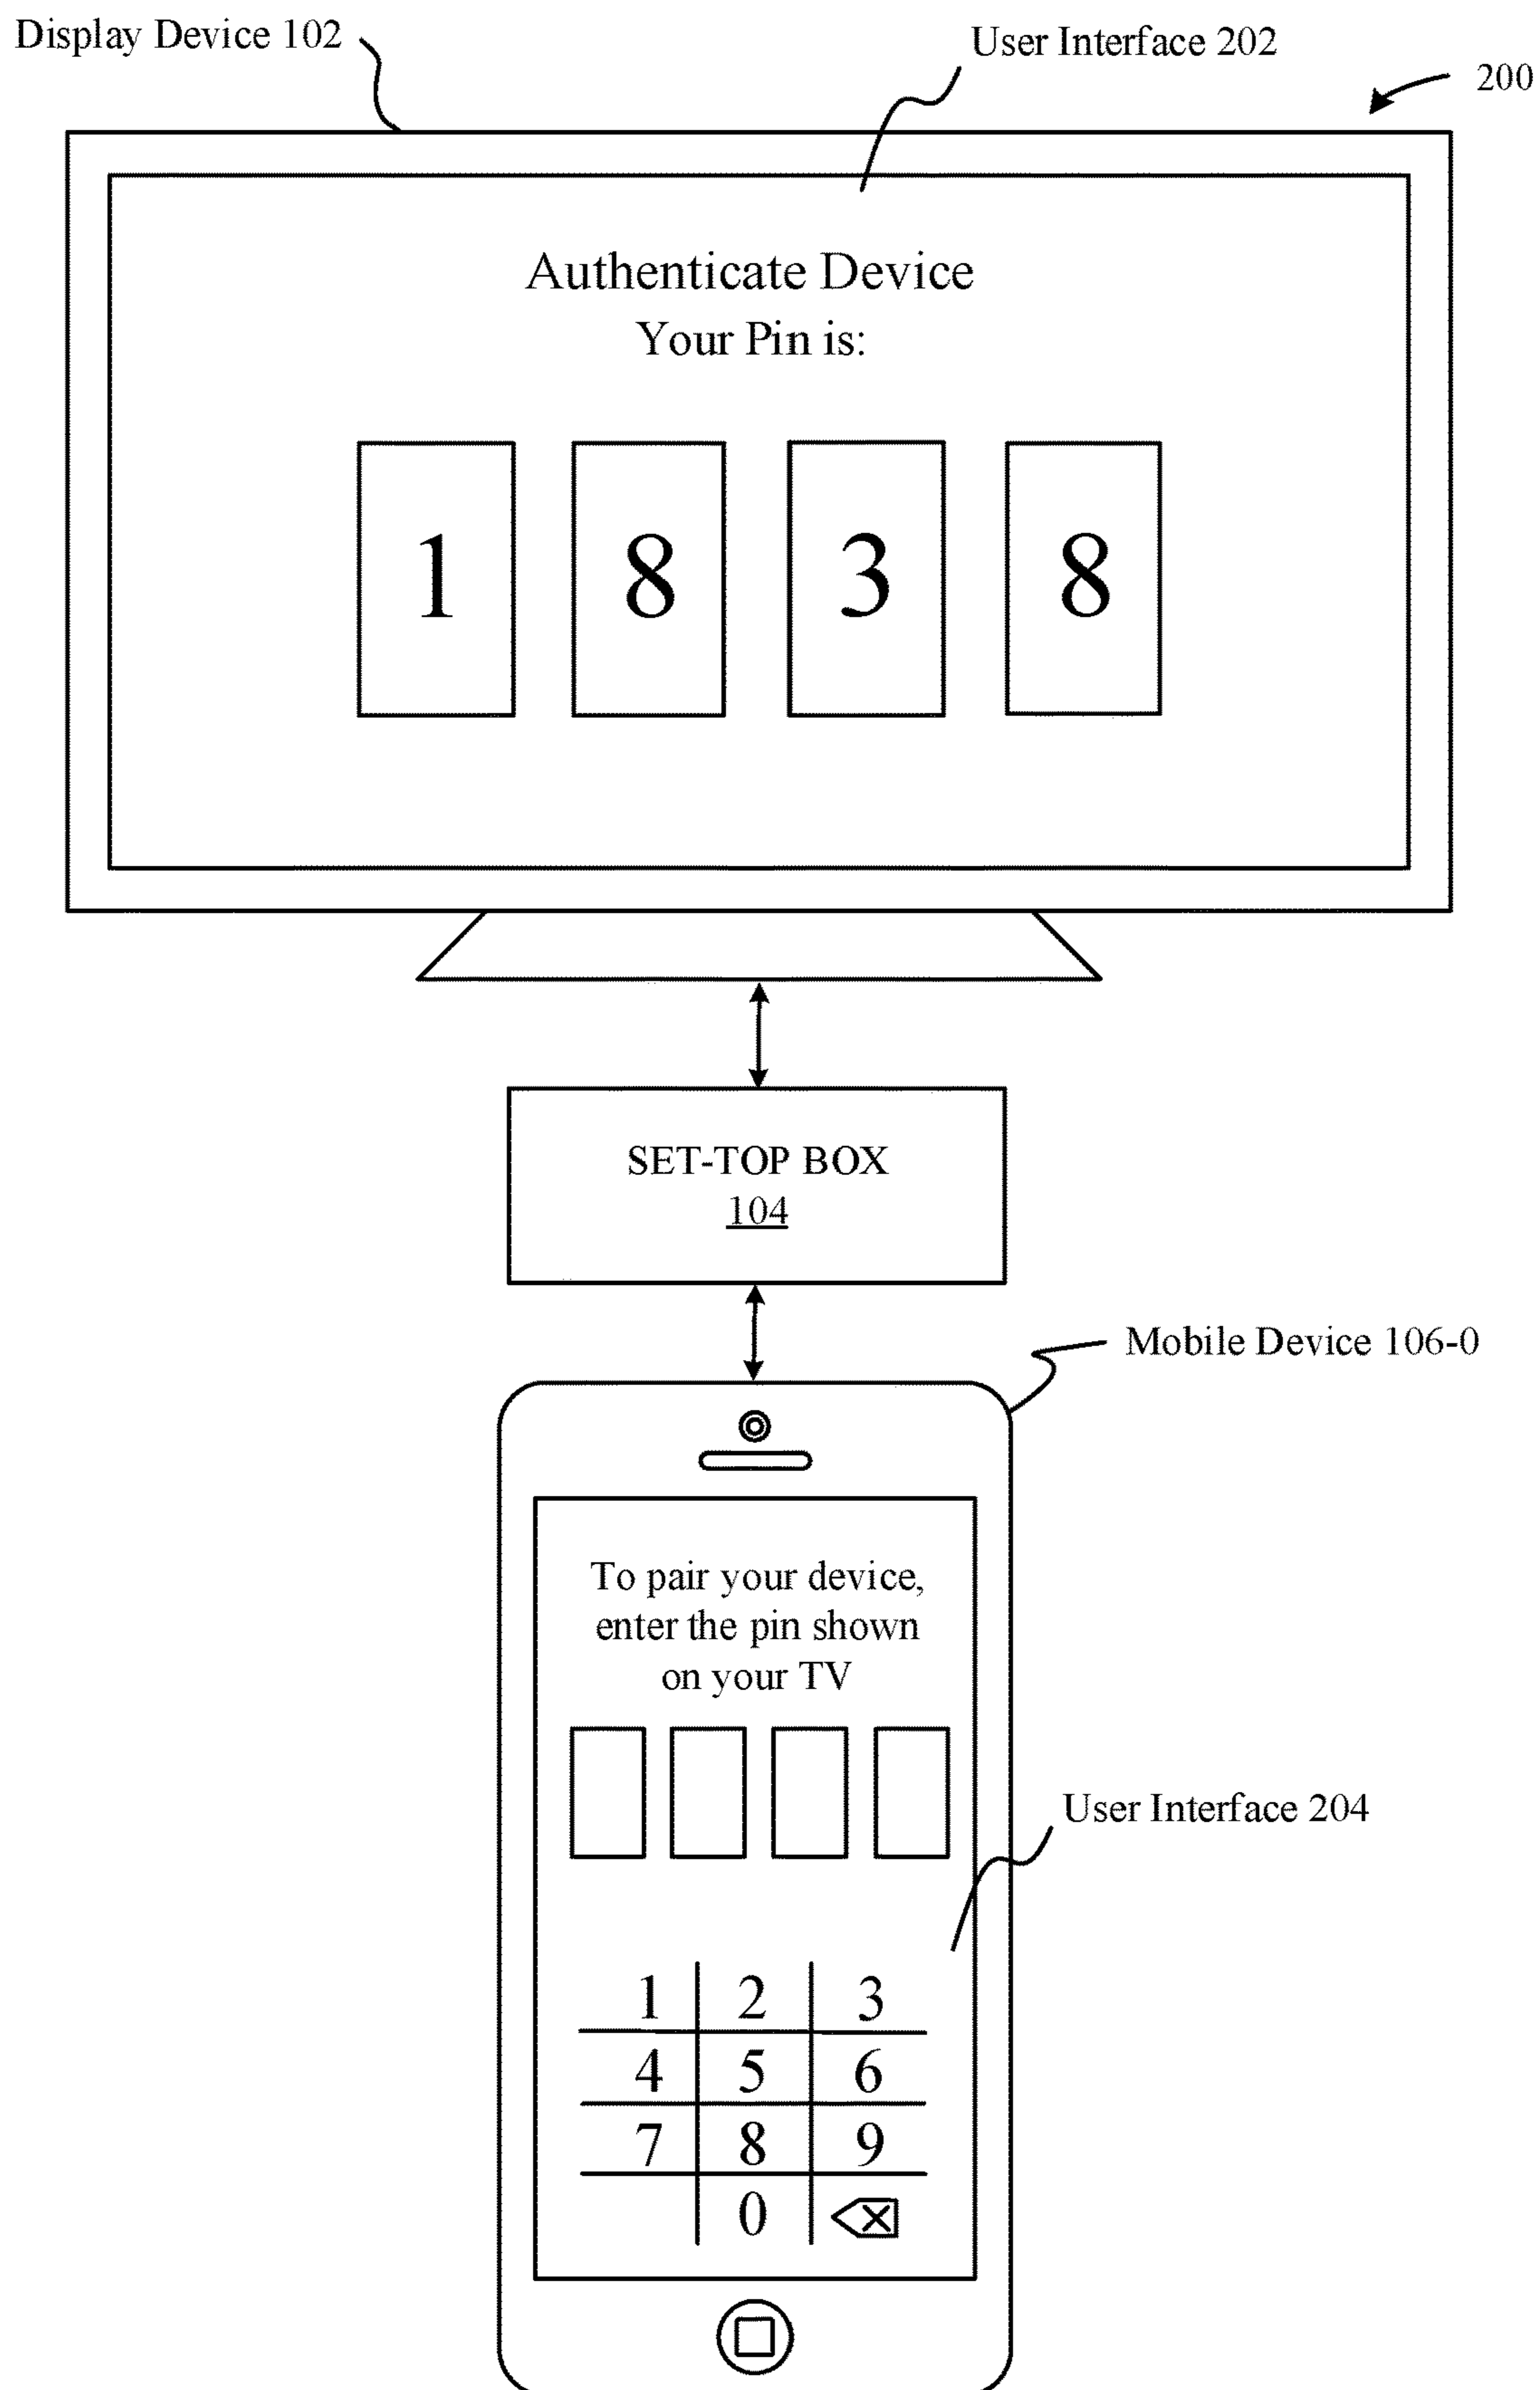 Display Device 102
User Interface 202
200
Authenticate Device
Your Pin is:
1 8 3 8
SET-TOP BOX
104
Mobile Device 106-0
To pair your device,
enter the pin shown
on your TV
User Interface 204
1 2 3
4 5 6
7 8 9
0